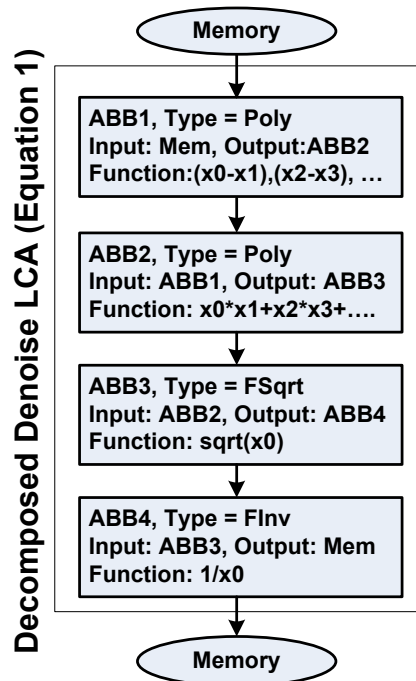 Memory
Decomposed Denoise LCA (Equation 1)
ABB1, Type = Poly
Input: Mem, Output:ABB2
Function:(x0-x1),(x2-x3), ...
ABB2, Type = Poly
Input: ABB1, Output: ABB3
Function: x0*x1+x2*x3+....
ABB3, Type = FSqrt
Input: ABB2, Output: ABB4
Function: sqrt(x0)
ABB4, Type = FInv
Input: ABB3, Output: Mem
Function: 1/x0
Memory